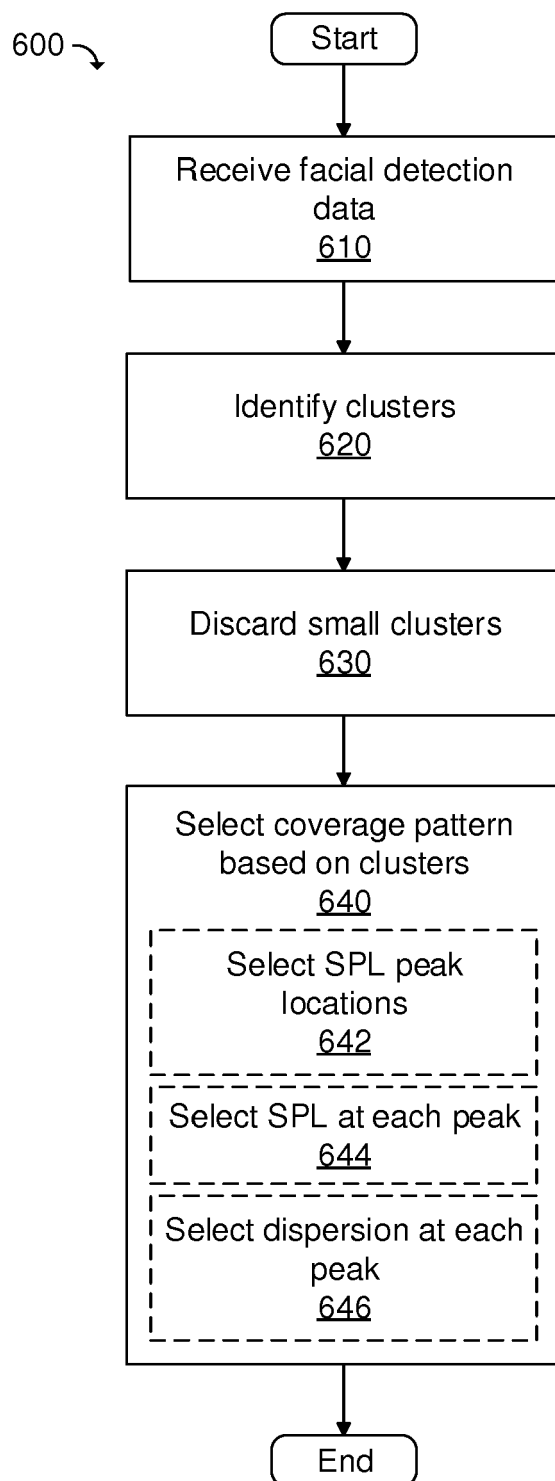 600
Start
Receive facial detection
data
610
Identify clusters
620
Discard small clusters
630
Select coverage pattern
based on clusters
640
Select SPL peak
locations
642
Select SPL at each peak
644
Select dispersion at each
peak
646
End